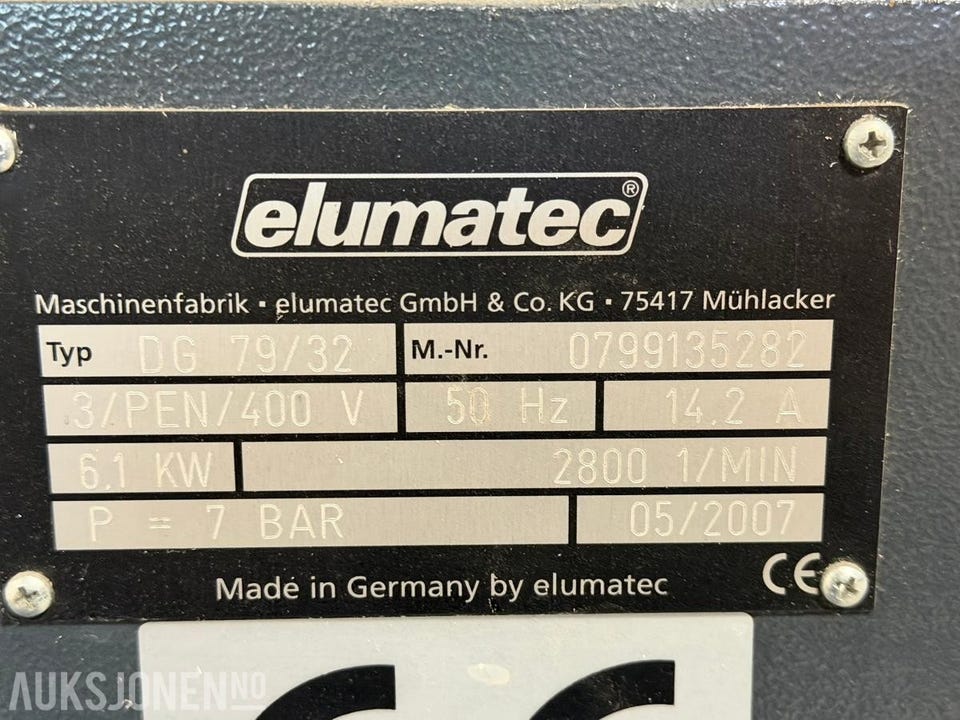 elumatec®
Maschinenfabrik · elumatec GmbH & Co. KG · 75417 Mühlacker
Typ DG 79/32 M.-Nr. 0799135282
3/PEN/400 V 50 Hz 14,2 A
6,1 KW 2800 1/MIN
P = 7 BAR 05/2007
Made in Germany by elumatec CE
CE
AUKSJONEN.NO